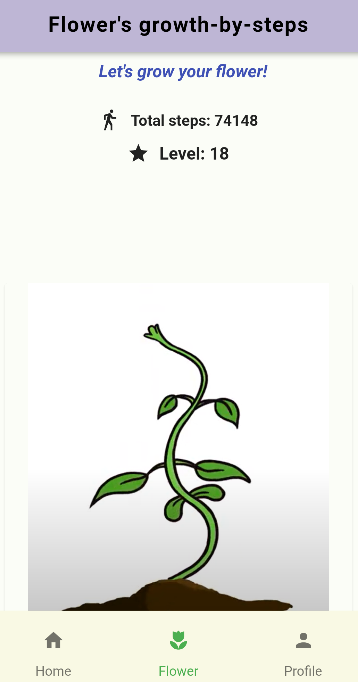 Flower's growth-by-steps
Let's grow your flower!
Total steps: 74148
Level: 18
Home Flower Profile